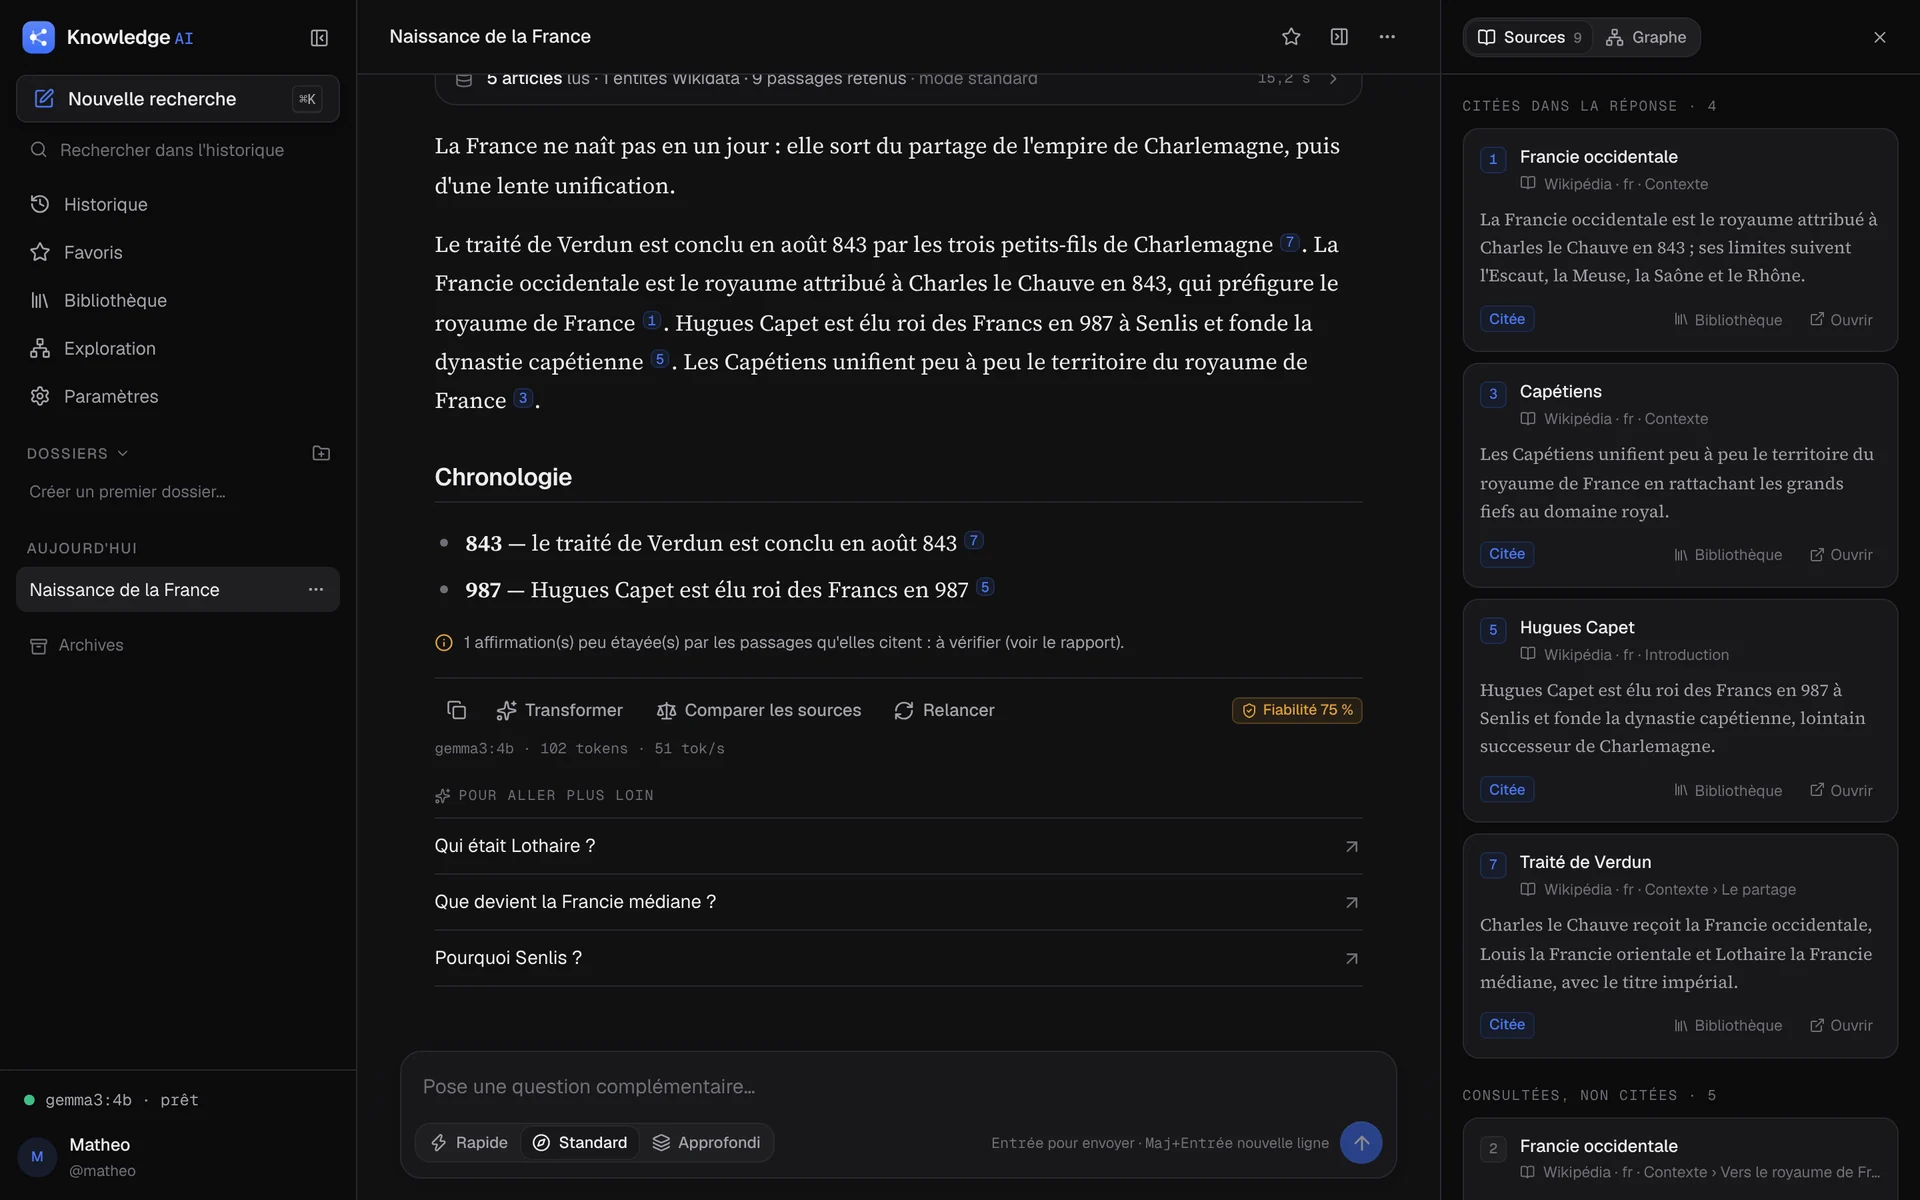 Knowledge AI
Nouvelle recherche
⌘K
Rechercher dans l'historique
Historique
Favoris
Bibliothèque
Exploration
Paramètres
DOSSIERS
Créer un premier dossier…
AUJOURD'HUI
Naissance de la France
Archives
gemma3:4b · prêt
M
Matheo
@matheo
Naissance de la France
5 articles lus · 1 entités Wikidata · 9 passages retenus · mode standard
15,2 s
La France ne naît pas en un jour : elle sort du partage de l'empire de Charlemagne, puis
d'une lente unification.
Le traité de Verdun est conclu en août 843 par les trois petits-fils de Charlemagne 7. La
Francie occidentale est le royaume attribué à Charles le Chauve en 843, qui préfigure le
royaume de France 1. Hugues Capet est élu roi des Francs en 987 à Senlis et fonde la
dynastie capétienne 5. Les Capétiens unifient peu à peu le territoire du royaume de
France 3.
Chronologie
843 — le traité de Verdun est conclu en août 843 7
987 — Hugues Capet est élu roi des Francs en 987 5
1 affirmation(s) peu étayée(s) par les passages qu'elles citent : à vérifier (voir le rapport).
Transformer
Comparer les sources
Relancer
Fiabilité 75 %
gemma3:4b · 102 tokens · 51 tok/s
POUR ALLER PLUS LOIN
Qui était Lothaire ?
Que devient la Francie médiane ?
Pourquoi Senlis ?
Pose une question complémentaire…
Rapide
Standard
Approfondi
Entrée pour envoyer · Maj+Entrée nouvelle ligne
Sources 9
Graphe
CITÉES DANS LA RÉPONSE · 4
1
Francie occidentale
Wikipédia · fr · Contexte
La Francie occidentale est le royaume attribué à
Charles le Chauve en 843 ; ses limites suivent
l'Escaut, la Meuse, la Saône et le Rhône.
Citée
Bibliothèque
Ouvrir
3
Capétiens
Wikipédia · fr · Contexte
Les Capétiens unifient peu à peu le territoire du
royaume de France en rattachant les grands
fiefs au domaine royal.
Citée
Bibliothèque
Ouvrir
5
Hugues Capet
Wikipédia · fr · Introduction
Hugues Capet est élu roi des Francs en 987 à
Senlis et fonde la dynastie capétienne, lointain
successeur de Charlemagne.
Citée
Bibliothèque
Ouvrir
7
Traité de Verdun
Wikipédia · fr · Contexte › Le partage
Charles le Chauve reçoit la Francie occidentale,
Louis la Francie orientale et Lothaire la Francie
médiane, avec le titre impérial.
Citée
Bibliothèque
Ouvrir
CONSULTÉES, NON CITÉES · 5
2
Francie occidentale
Wikipédia · fr · Contexte › Vers le royaume de Fr…